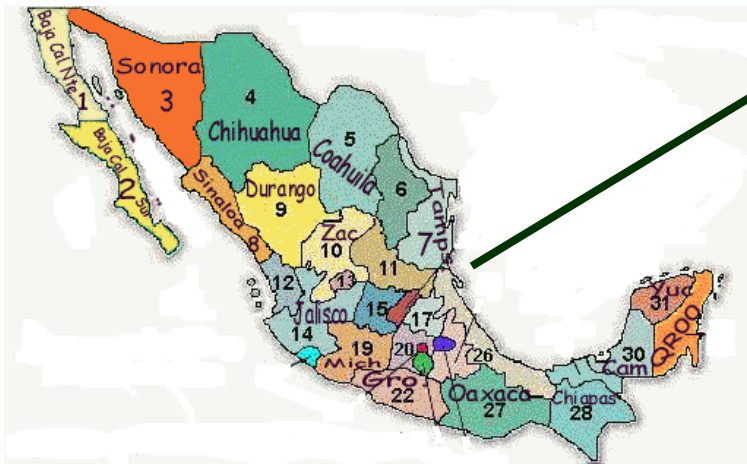 Baja Cal Nte.
1
Sonora
3
4
Chihuahua
5
Coahuila
Baja Cal.
2
Sur
Sinaloa
8
Durango
9
6
Tamps
7
Zac
10
11
12
13
Jalisco
14
15
17
19
Mich
20
26
Gro.
22
Oaxaca
27
Chiapas
28
Yuc
31
QROO
30
Cam